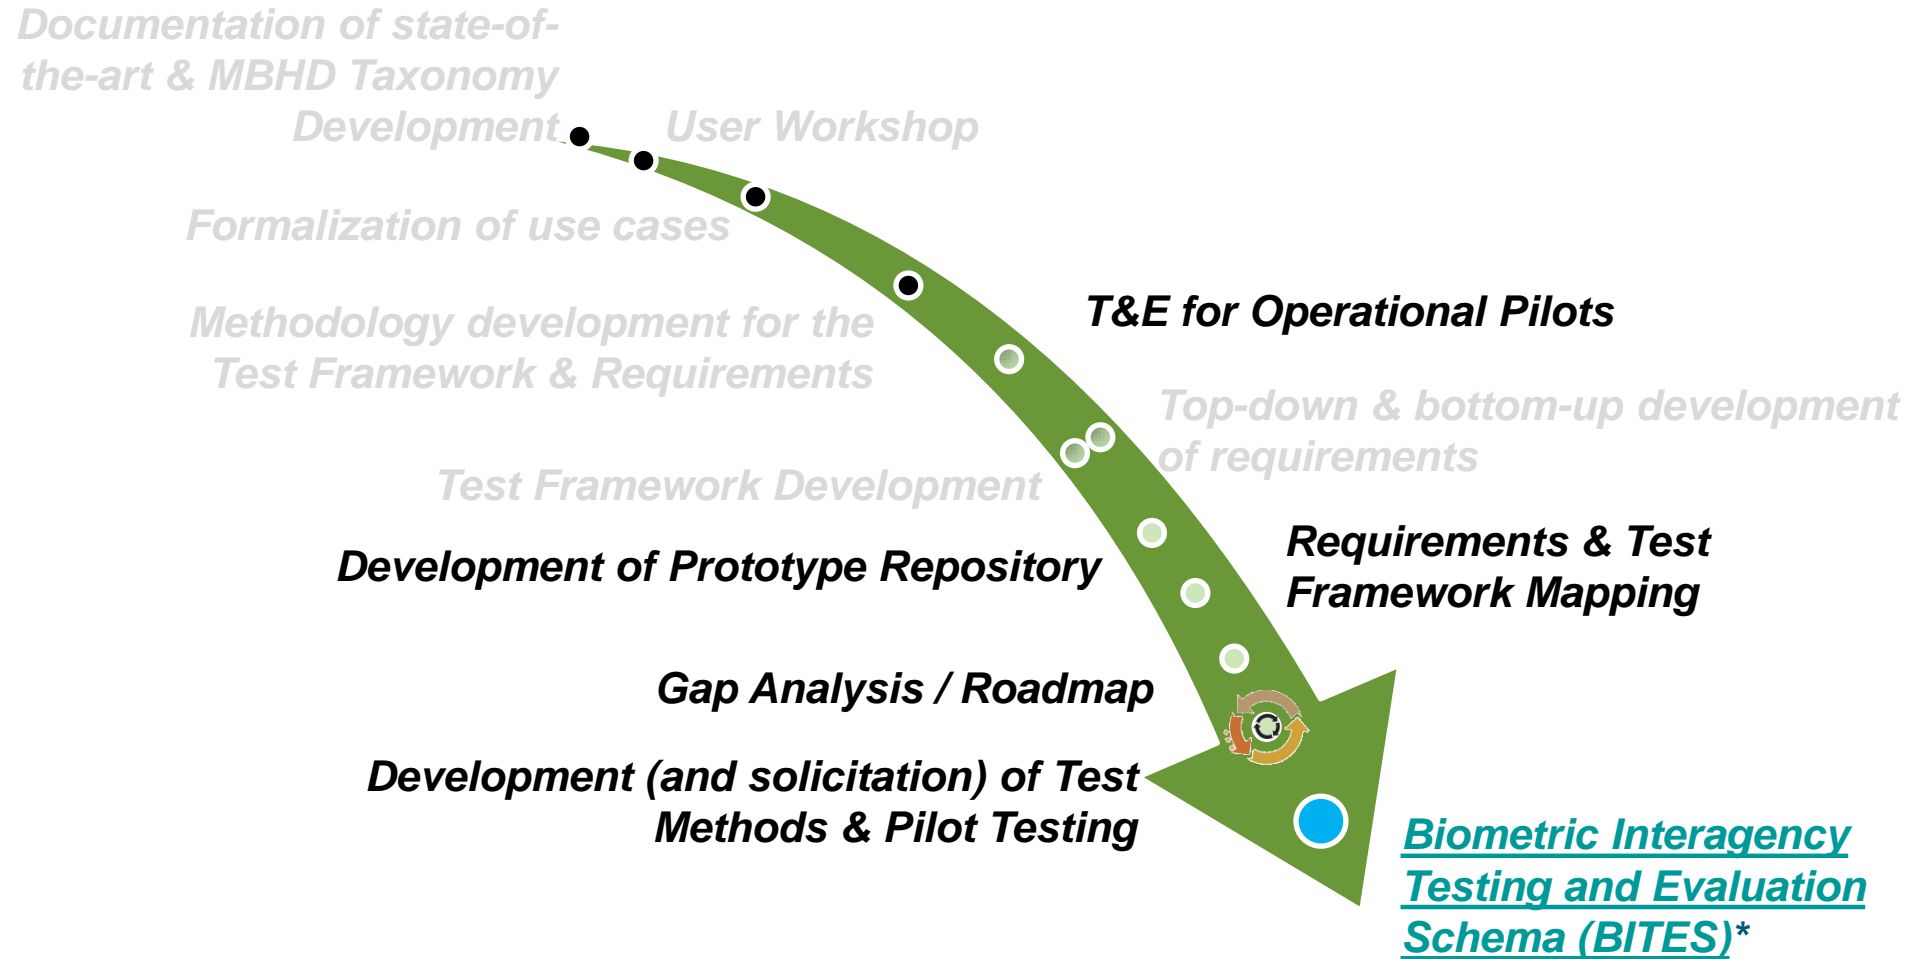 Documentation of state-of-
the-art & MBHD Taxonomy
Development
User Workshop
Formalization of use cases
Methodology development for the
Test Framework & Requirements
T&E for Operational Pilots
Top-down & bottom-up development
of requirements
Test Framework Development
Development of Prototype Repository
Requirements & Test
Framework Mapping
Gap Analysis / Roadmap
Development (and solicitation) of Test
Methods & Pilot Testing
Biometric Interagency
Testing and Evaluation
Schema (BITES)*